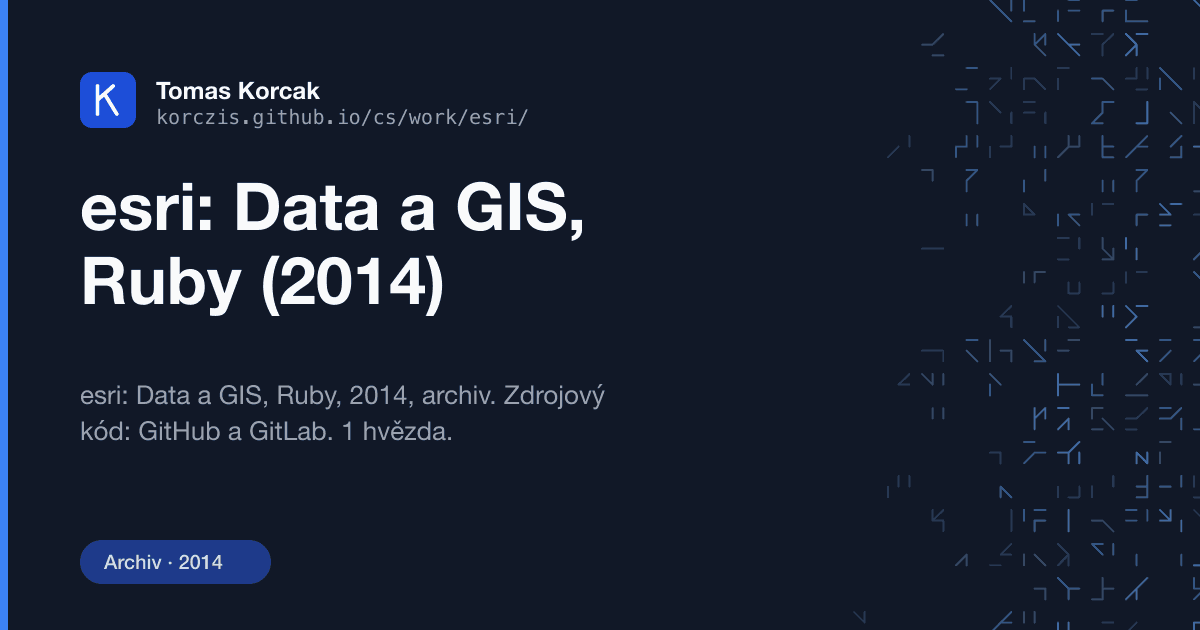 K
Tomas Korcak
korczis.github.io/cs/work/esri/
esri: Data a GIS,
Ruby (2014)
esri: Data a GIS, Ruby, 2014, archiv. Zdrojový
kód: GitHub a GitLab. 1 hvězda.
Archiv · 2014